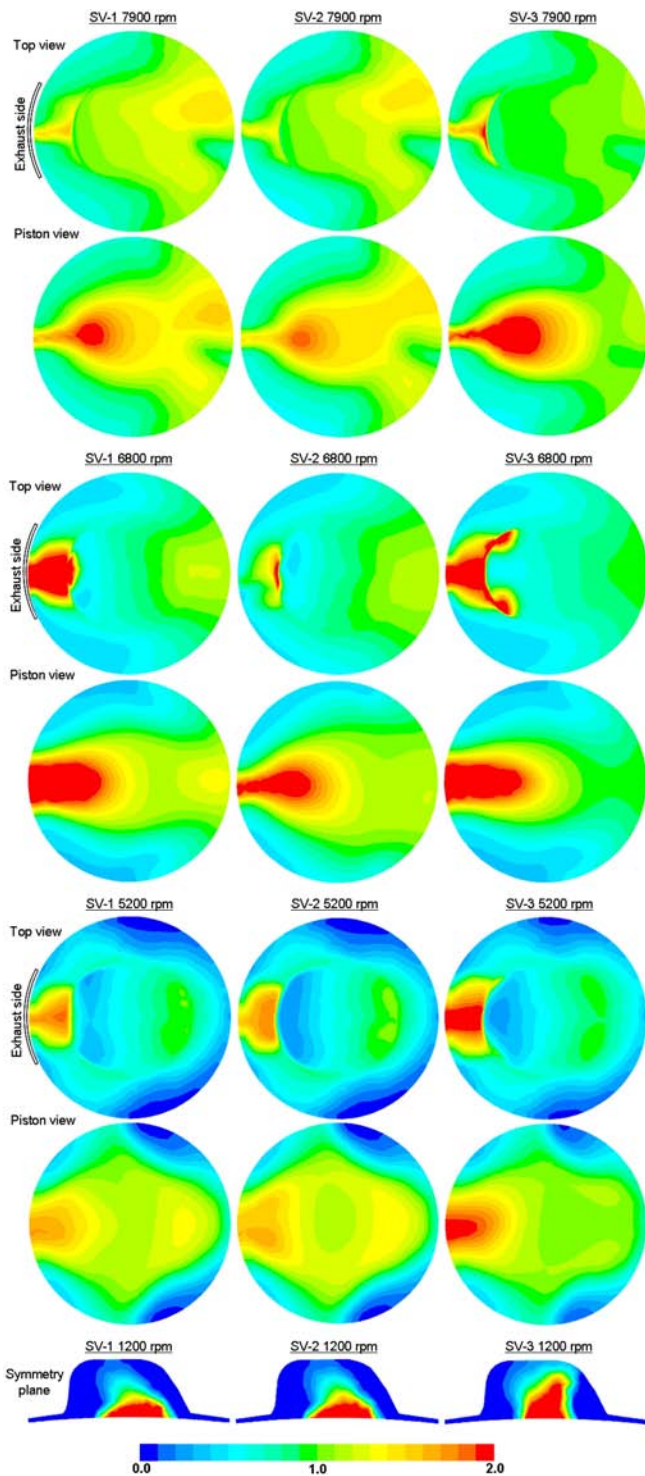 SV-1 7900 rpm SV-2 7900 rpm SV-3 7900 rpm
Top view
Exhaust side
Piston view
SV-1 6800 rpm SV-2 6800 rpm SV-3 6800 rpm
Top view
Exhaust side
Piston view
SV-1 5200 rpm SV-2 5200 rpm SV-3 5200 rpm
Top view
Exhaust side
Piston view
SV-1 1200 rpm SV-2 1200 rpm SV-3 1200 rpm
Symmetry
plane
0.0 1.0 2.0